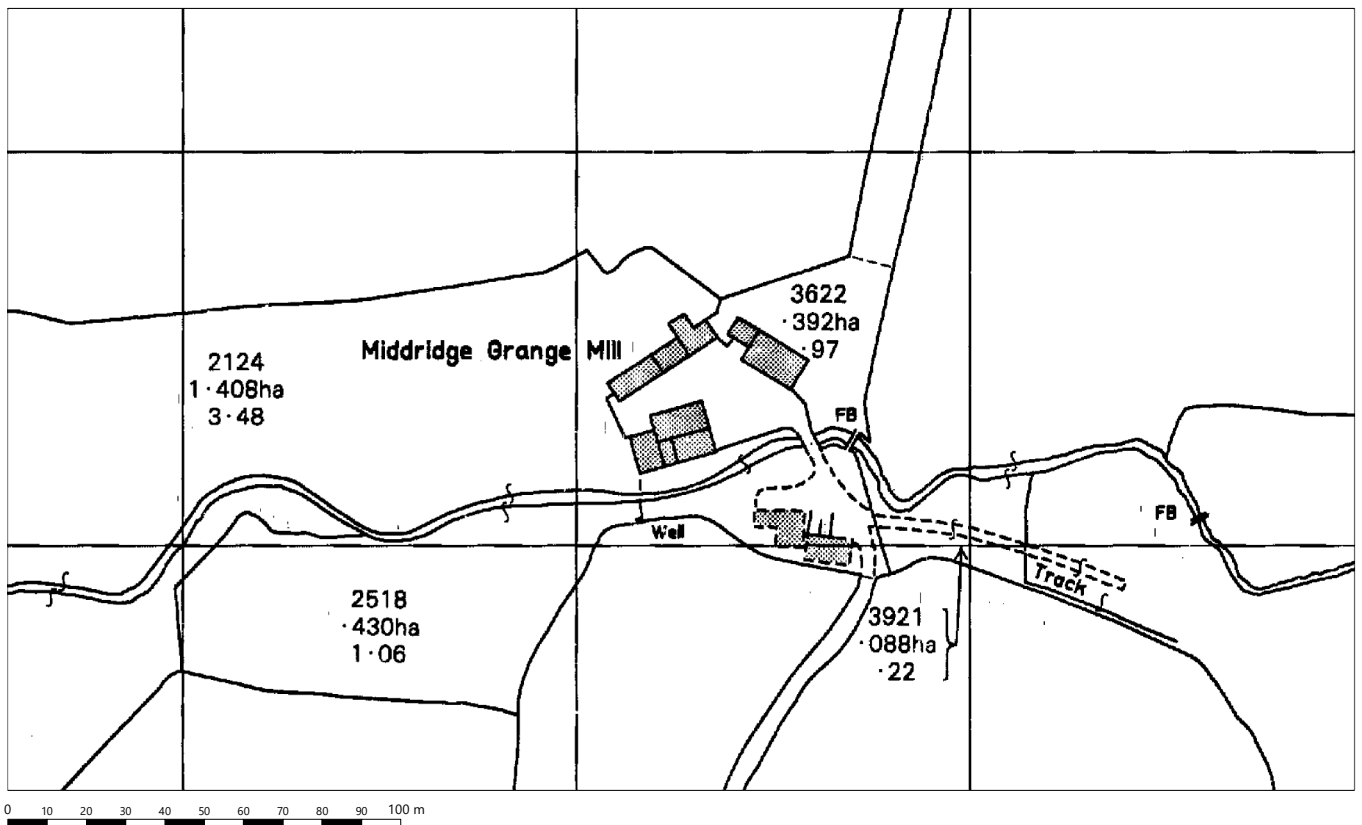 3622
·392ha
·97
Middridge Grange Mill
2124
1·408ha
3·48
FB
FB
Well
Track
2518
·430ha
1·06
3921
·088ha
·22
0 10 20 30 40 50 60 70 80 90 100 m